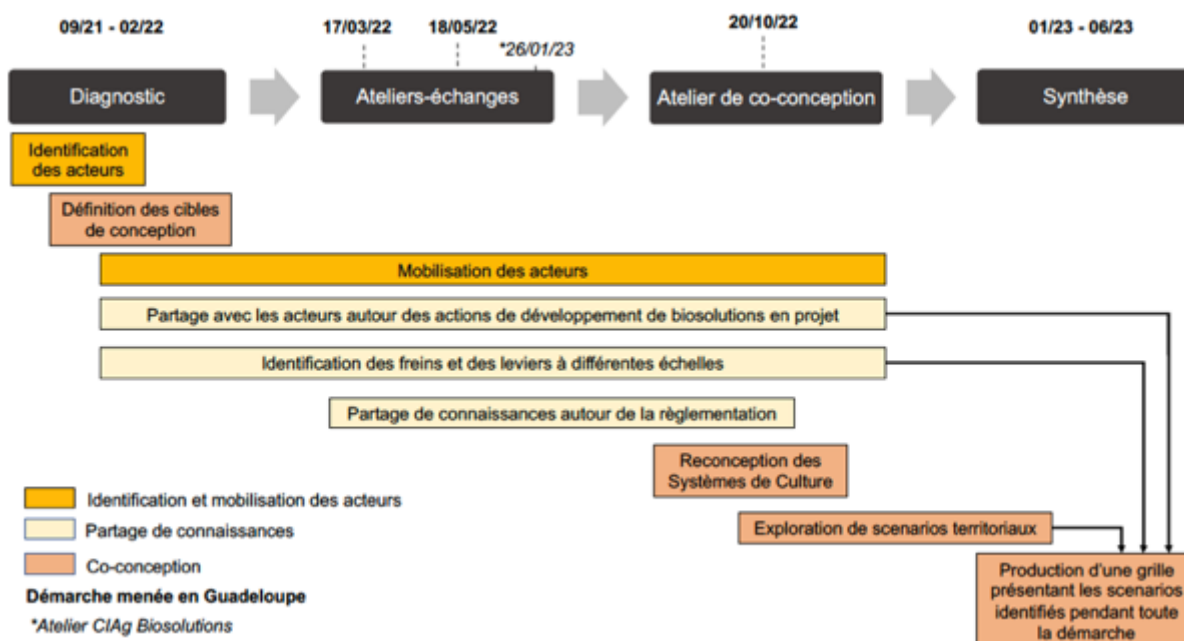 09/21 - 02/22
17/03/22
18/05/22
*26/01/23
20/10/22
01/23 - 06/23
Diagnostic
Ateliers-échanges
Atelier de co-conception
Synthèse
Identification
des acteurs
Définition des cibles
de conception
Mobilisation des acteurs
Partage avec les acteurs autour des actions de développement de biosolutions en projet
Identification des freins et des leviers à différentes échelles
Partage de connaissances autour de la règlementation
Reconception des
Systèmes de Culture
Exploration de scenarios territoriaux
Production d'une grille
présentant les scenarios
identifiés pendant toute
la démarche
Identification et mobilisation des acteurs
Partage de connaissances
Co-conception
Démarche menée en Guadeloupe
*Atelier CIAg Biosolutions